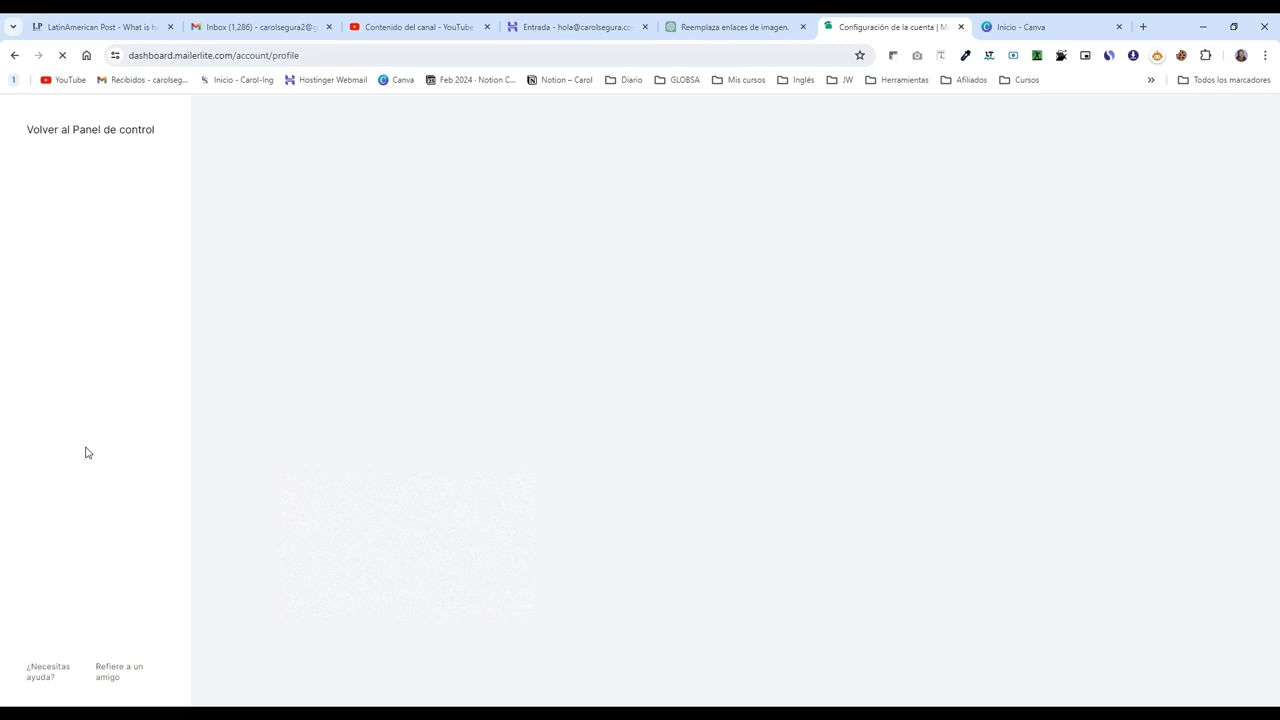 LatinAmerican Post - What is h
Inbox (1,286) - carolsegura2@g
Contenido del canal - YouTube
Entrada - hola@carolsegura.co
Reemplaza enlaces de imagen.
Configuración de la cuenta | M
Inicio - Canva
dashboard.mailerlite.com/account/profile
1
YouTube
Recibidos - carolseg...
Inicio - Carol-Ing
Hostinger Webmail
Canva
Feb 2024 · Notion C...
Notion – Carol
Diario
GLOBSA
Mis cursos
Inglés
JW
Herramientas
Afiliados
Cursos
»
Todos los marcadores
Volver al Panel de control
¿Necesitas
ayuda?
Refiere a un
amigo